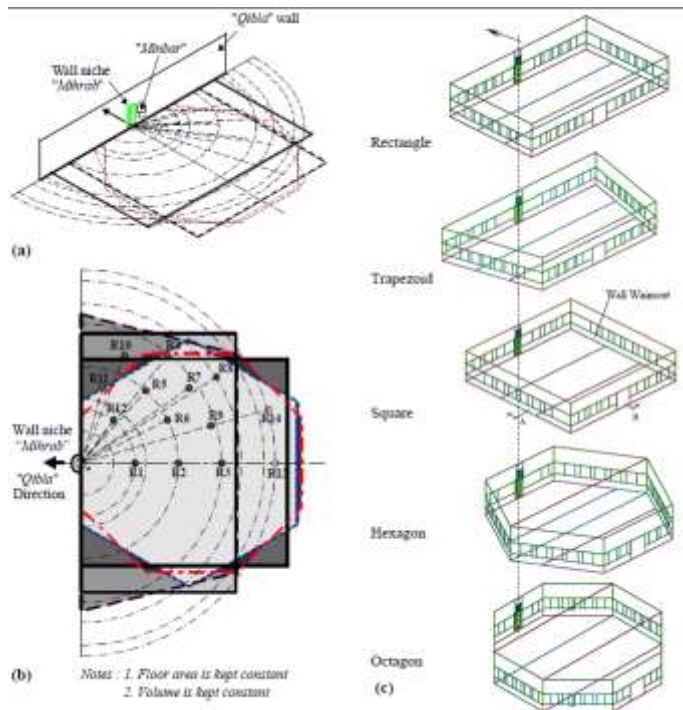 "Qibla" wall
"Minbar"
Wall niche
"Mihrab"
(a)
Rectangle
Trapezoid
Wall Wainscot
Square
Hexagon
Octagon
(c)
R10
R5
R7
R8
R12
R6
R9
R14
Wall niche
"Mihrab"
"Qibla"
Direction
R1
R2
R3
R13
(b)
Notes : 1. Floor area is kept constant
2. Volume is kept constant